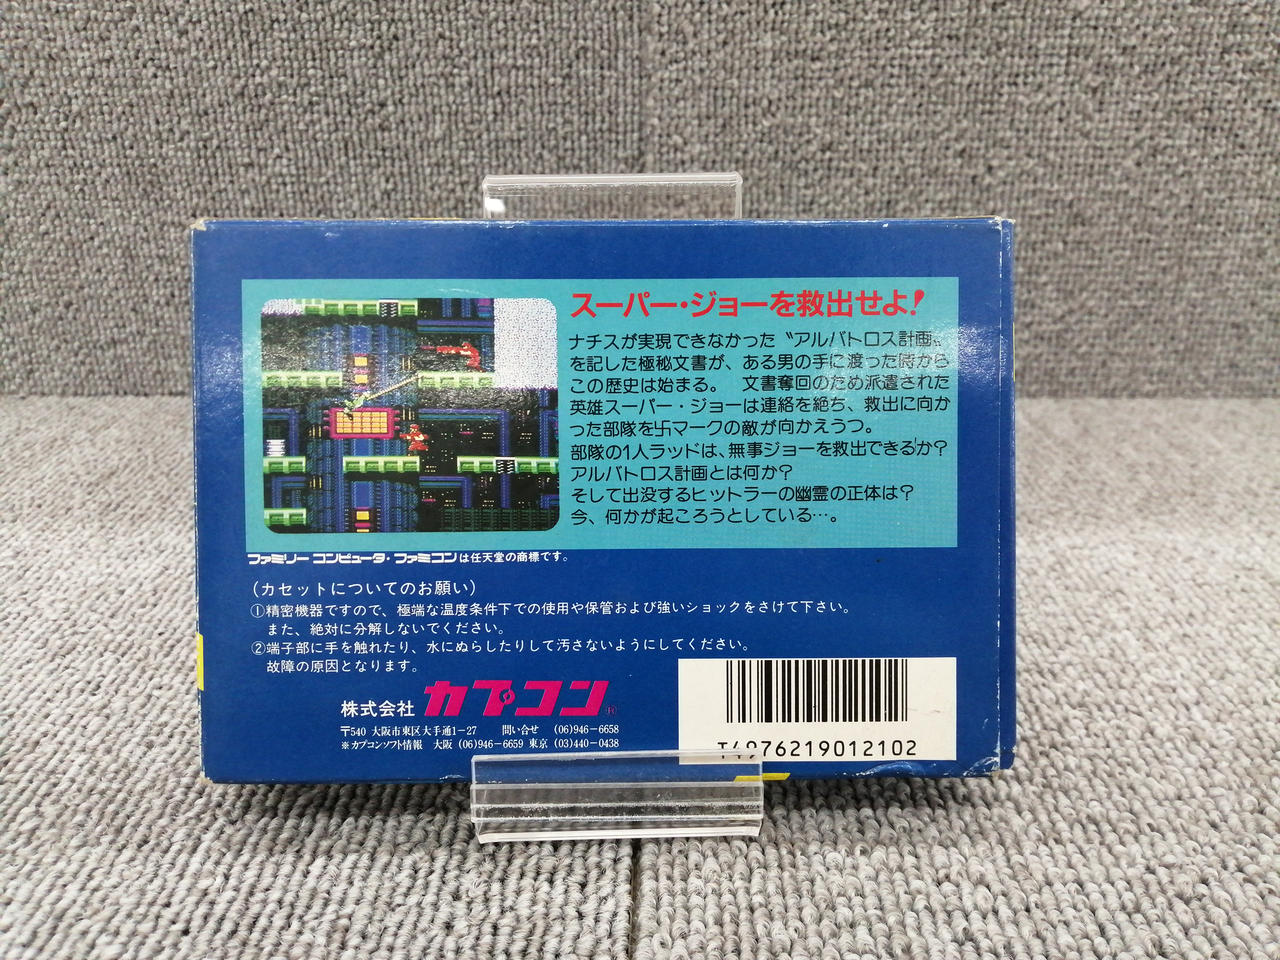 スーパー・ジョーを救出せよ!
ナチスが実現できなかった〝アルバトロス計画〟
を記した極秘文書が、ある男の手に渡った時から
この歴史は始まる。 文書奪回のため派遣された
英雄スーパー・ジョーは連絡を絶ち、救出に向か
った部隊を卐マークの敵が向かえうつ。
部隊の1人ラッドは、無事ジョーを救出できるか?
アルバトロス計画とは何か?
そして出没するヒットラーの幽霊の正体は?
今、何かが起ころうとしている…。
ファミリーコンピュータ・ファミコンは任天堂の商標です。
(カセットについてのお願い)
①精密機器ですので、極端な温度条件下での使用や保管および強いショックをさけて下さい。
また、絶対に分解しないでください。
②端子部に手を触れたり、水にぬらしたりして汚さないようにしてください。
故障の原因となります。
株式会社 カプコン®
〒540 大阪市東区大手通1-27 問い合せ (06)946-6658
※カプコンソフト情報 大阪 (06)946-6659 東京 (03)440-0438
T4976219012102